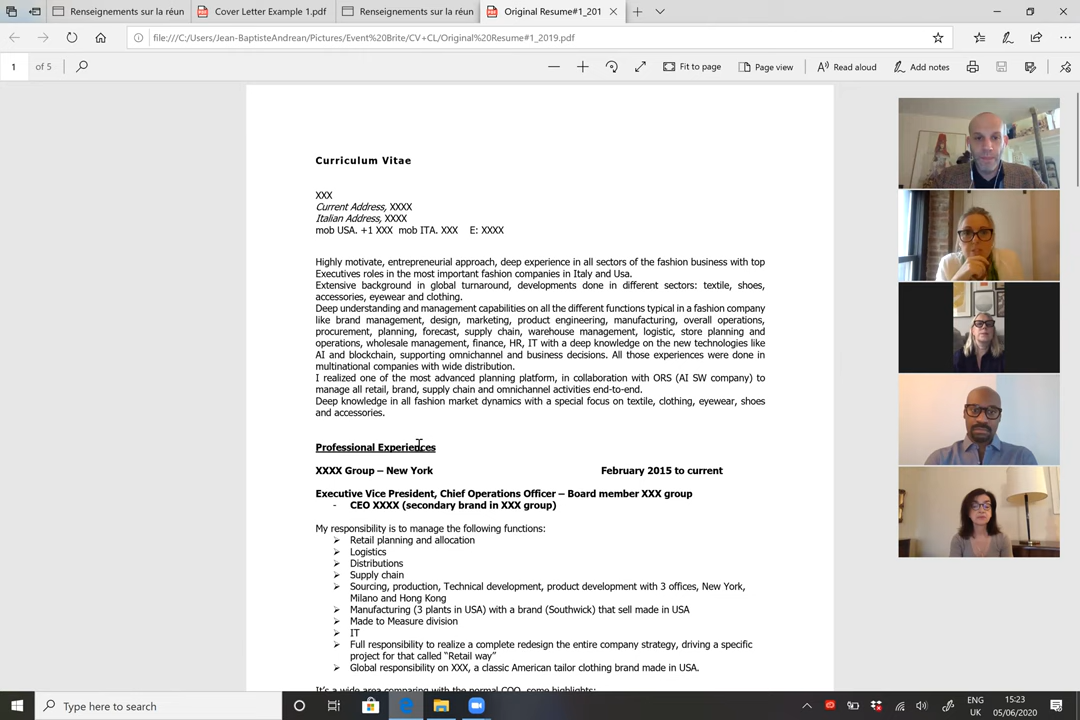 Renseignements sur la réun
Cover Letter Example 1.pdf
Renseignements sur la réun
Original Resume#1_201
file:///C:/Users/Jean-BaptisteAndrean/Pictures/Event%20Brite/CV+CL/Original%20Resume#1_2019.pdf
1 of 5
Fit to page
Page view
Read aloud
Add notes
Curriculum Vitae
XXX
Current Address, XXXX
Italian Address, XXXX
mob USA. +1 XXX mob ITA. XXX E: XXXX
Highly motivate, entrepreneurial approach, deep experience in all sectors of the fashion business with top
Executives roles in the most important fashion companies in Italy and Usa.
Extensive background in global turnaround, developments done in different sectors: textile, shoes,
accessories, eyewear and clothing.
Deep understanding and management capabilities on all the different functions typical in a fashion company
like brand management, design, marketing, product engineering, manufacturing, overall operations,
procurement, planning, forecast, supply chain, warehouse management, logistic, store planning and
operations, wholesale management, finance, HR, IT with a deep knowledge on the new technologies like
AI and blockchain, supporting omnichannel and business decisions. All those experiences were done in
multinational companies with wide distribution.
I realized one of the most advanced planning platform, in collaboration with ORS (AI SW company) to
manage all retail, brand, supply chain and omnichannel activities end-to-end.
Deep knowledge in all fashion market dynamics with a special focus on textile, clothing, eyewear, shoes
and accessories.
Professional Experiences
XXXX Group – New York February 2015 to current
Executive Vice President, Chief Operations Officer – Board member XXX group
- CEO XXXX (secondary brand in XXX group)
My responsibility is to manage the following functions:
➢ Retail planning and allocation
➢ Logistics
➢ Distributions
➢ Supply chain
➢ Sourcing, production, Technical development, product development with 3 offices, New York,
Milano and Hong Kong
➢ Manufacturing (3 plants in USA) with a brand (Southwick) that sell made in USA
➢ Made to Measure division
➢ IT
➢ Full responsibility to realize a complete redesign the entire company strategy, driving a specific
project for that called “Retail way”
➢ Global responsibility on XXX, a classic American tailor clothing brand made in USA.
It's a wide area comparing with the normal COO, some highlights:
Type here to search
ENG
UK
15:23
05/06/2020